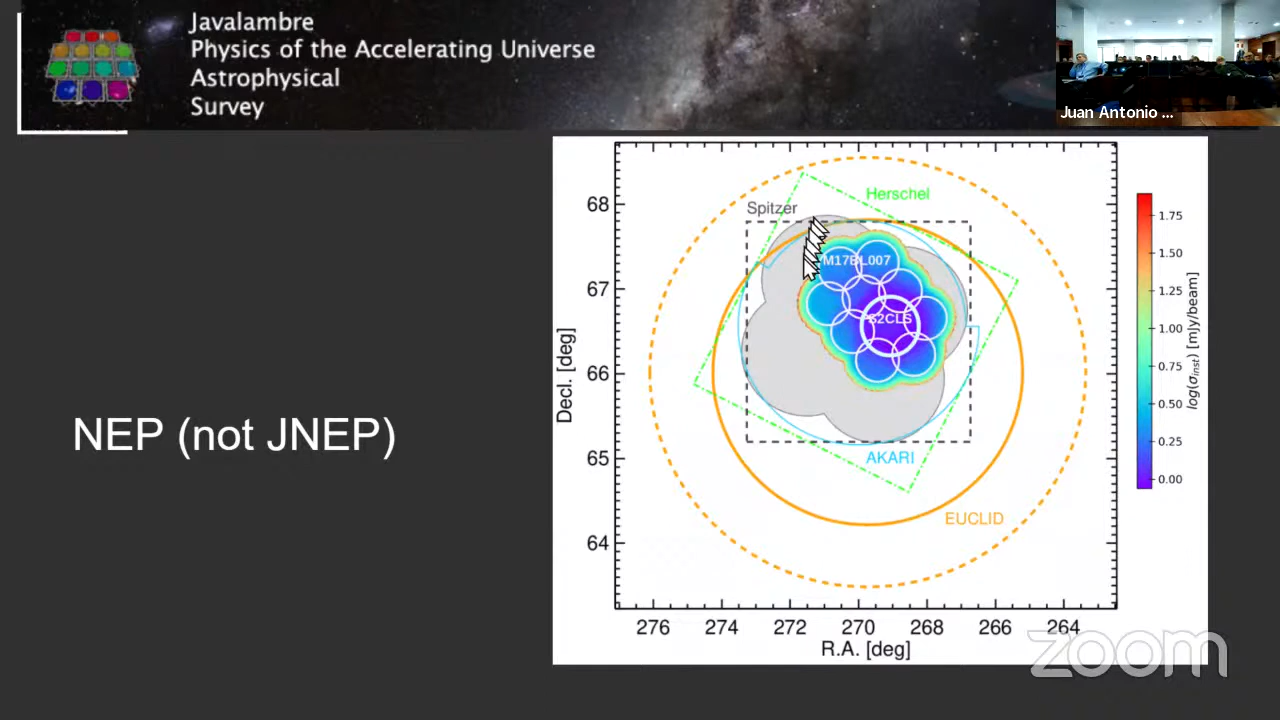 Javalambre
Physics of the Accelerating Universe
Astrophysical
Survey
Juan Antonio ...
NEP (not JNEP)
Herschel
Spitzer
M17BL007
S2CLS
AKARI
EUCLID
68
67
66
65
64
Decl. [deg]
276 274 272 270 268 266 264
R.A. [deg]
1.75
1.50
1.25
1.00
0.75
0.50
0.25
0.00
log(σinst) [mJy/beam]
zoom